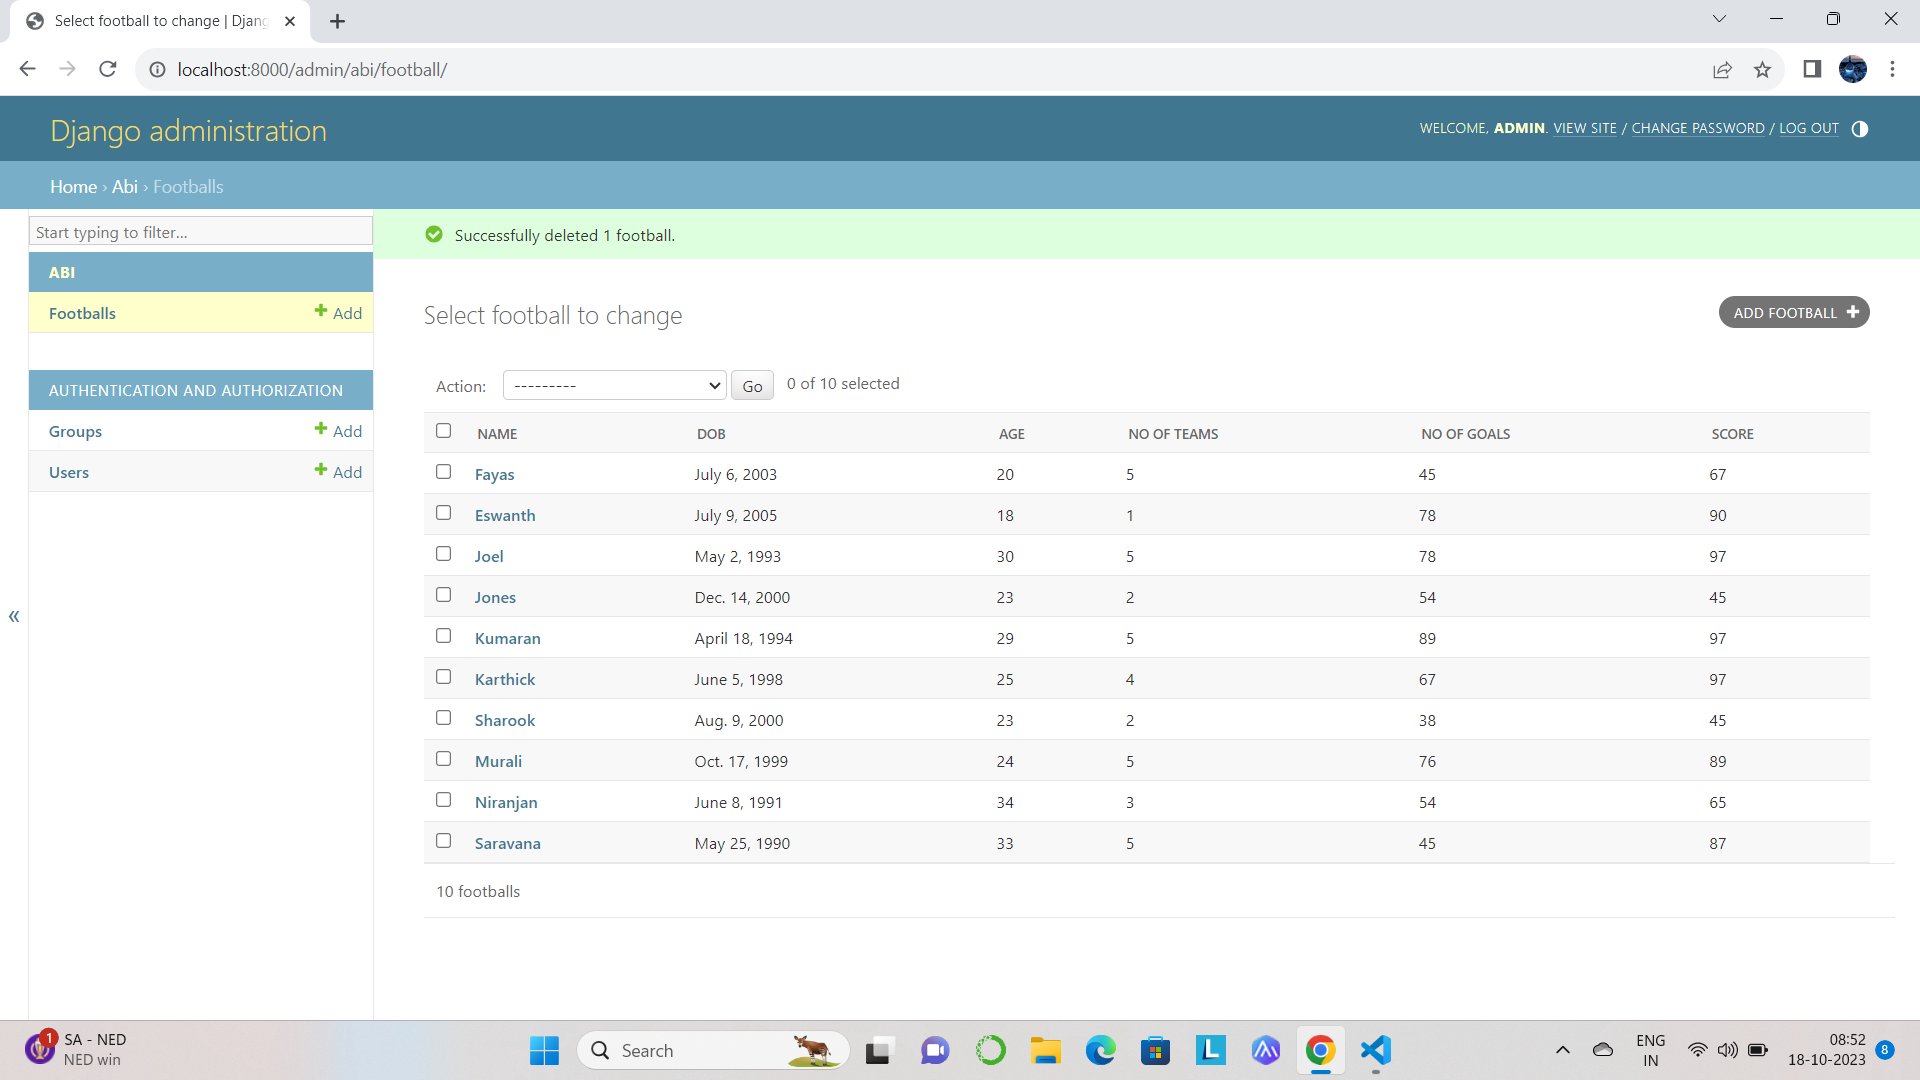 Select football to change | Djang
localhost:8000/admin/abi/football/
Django administration
WELCOME, ADMIN. VIEW SITE / CHANGE PASSWORD / LOG OUT
Home › Abi › Footballs
Start typing to filter...
Successfully deleted 1 football.
ABI
Footballs + Add
AUTHENTICATION AND AUTHORIZATION
Groups + Add
Users + Add
«
Select football to change
ADD FOOTBALL +
Action: --------- Go 0 of 10 selected
NAME DOB AGE NO OF TEAMS NO OF GOALS SCORE
Fayas July 6, 2003 20 5 45 67
Eswanth July 9, 2005 18 1 78 90
Joel May 2, 1993 30 5 78 97
Jones Dec. 14, 2000 23 2 54 45
Kumaran April 18, 1994 29 5 89 97
Karthick June 5, 1998 25 4 67 97
Sharook Aug. 9, 2000 23 2 38 45
Murali Oct. 17, 1999 24 5 76 89
Niranjan June 8, 1991 34 3 54 65
Saravana May 25, 1990 33 5 45 87
10 footballs
1
SA - NED
NED win
Search
L
ENG
IN
08:52
18-10-2023
8